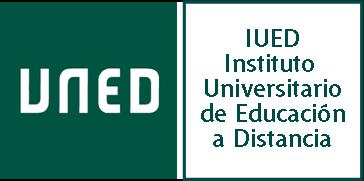 UNED
IUED
Instituto
Universitario
de Educación
a Distancia